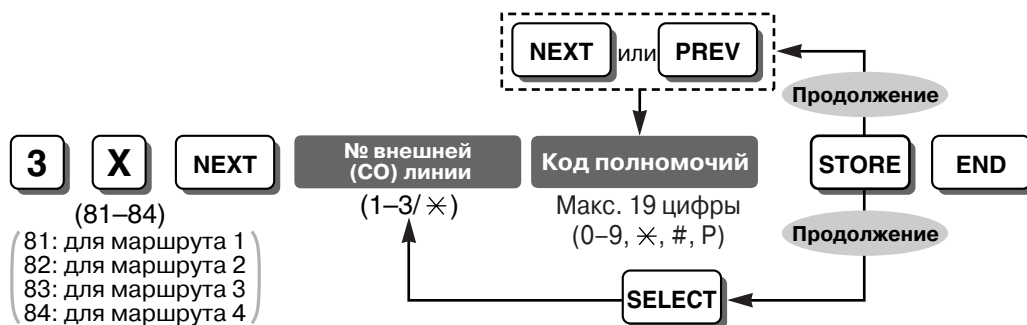 NEXT или PREV
Продолжение
3 X NEXT № внешней (CO) линии Код полномочий STORE END
(81–84) (1–3/✳) Макс. 19 цифры
(0–9, ✳, #, P)
Продолжение
81: для маршрута 1
82: для маршрута 2
83: для маршрута 3
84: для маршрута 4
SELECT